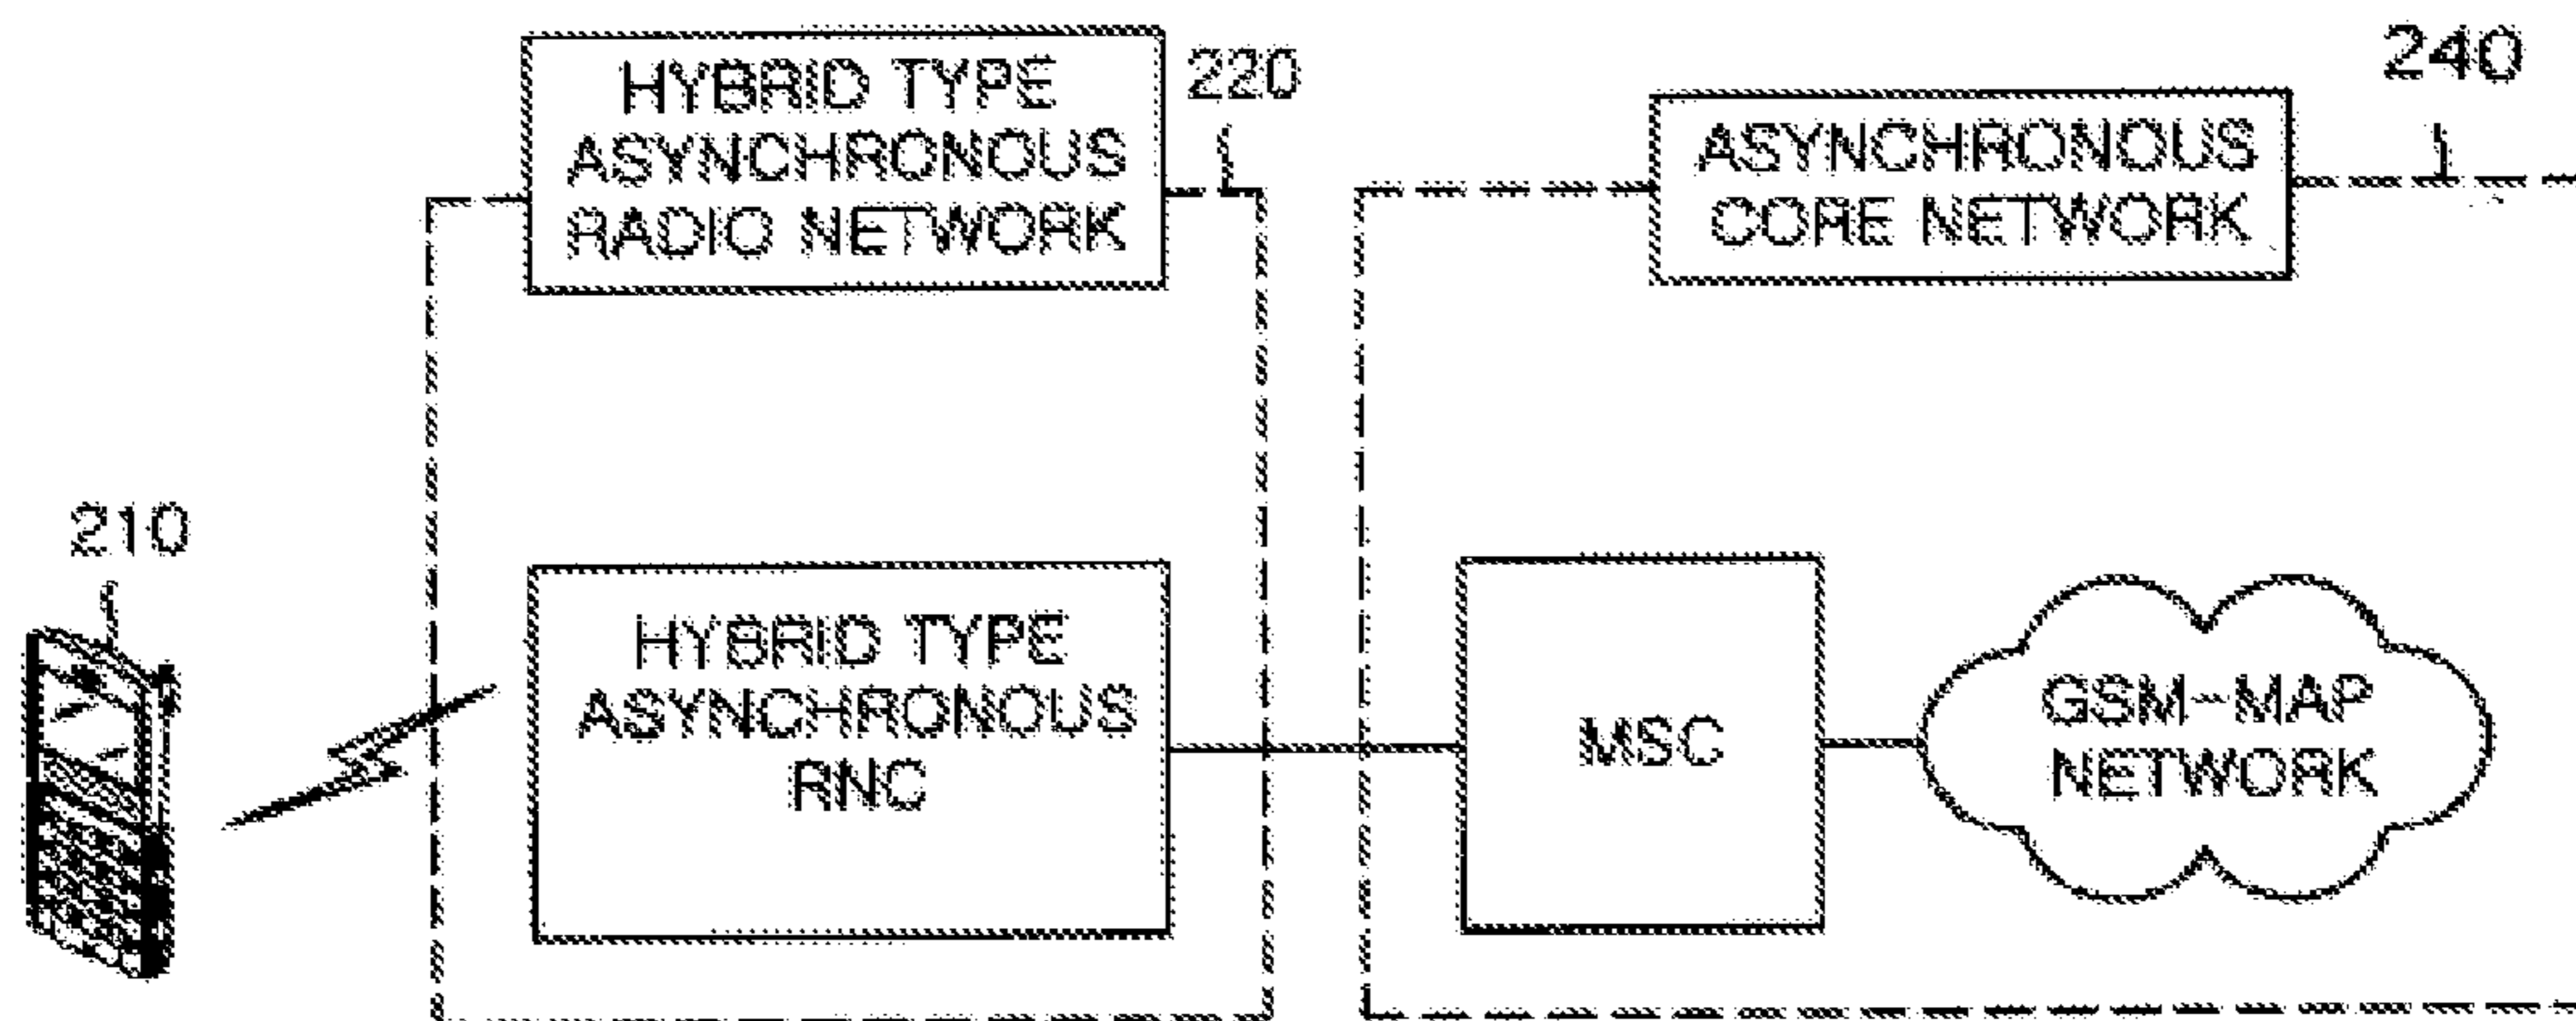 HYBRID TYPE
ASYNCHRONOUS
RADIO NETWORK
220
ASYNCHRONOUS
CORE NETWORK
240
210
HYBRID TYPE
ASYNCHRONOUS
RNC
MSC
GSM-MAP
NETWORK